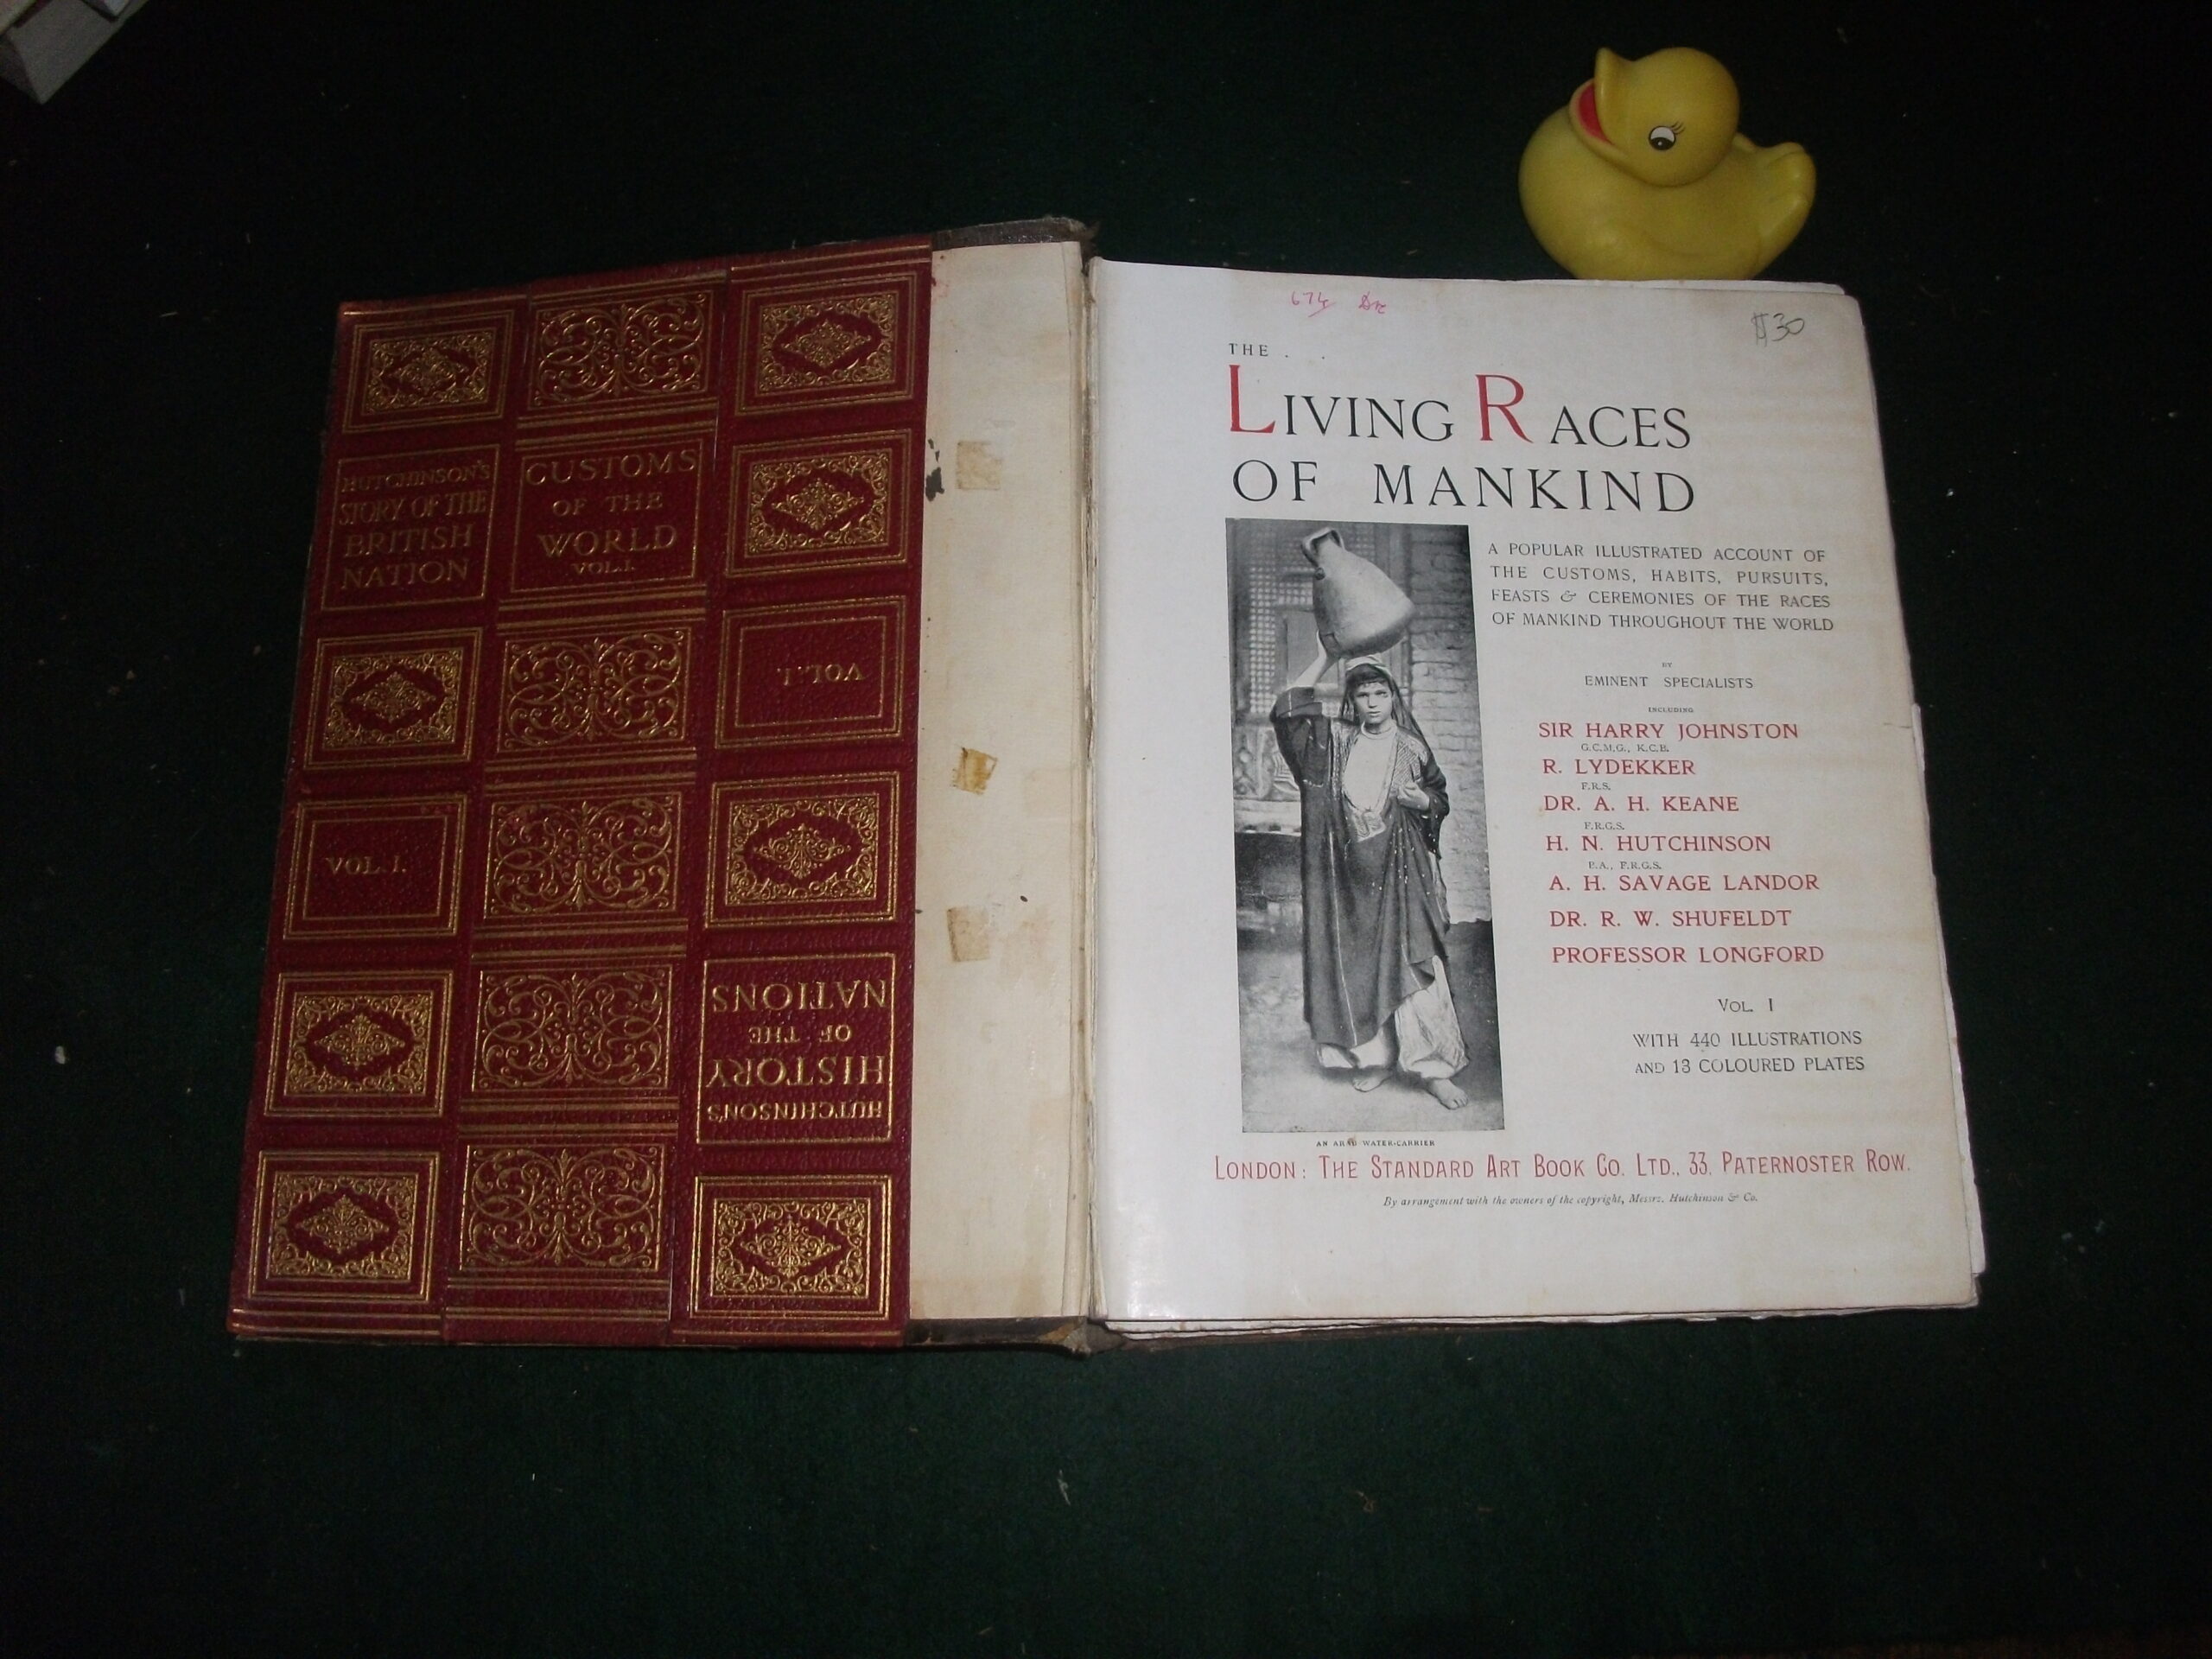 HUTCHINSON'S
STORY OF THE
BRITISH
NATION
VOL. I.
CUSTOMS
OF THE
WORLD
VOL. I.
HUTCHINSON'S
HISTORY
OF THE
NATIONS
VOL. I.
$30
THE . .
LIVING RACES
OF MANKIND
A POPULAR ILLUSTRATED ACCOUNT OF
THE CUSTOMS, HABITS, PURSUITS,
FEASTS & CEREMONIES OF THE RACES
OF MANKIND THROUGHOUT THE WORLD
BY
EMINENT SPECIALISTS
INCLUDING
SIR HARRY JOHNSTON
G.C.M.G., K.C.B.
R. LYDEKKER
F.R.S.
DR. A. H. KEANE
F.R.G.S.
H. N. HUTCHINSON
B.A., F.R.G.S.
A. H. SAVAGE LANDOR
DR. R. W. SHUFELDT
PROFESSOR LONGFORD
VOL. I
WITH 440 ILLUSTRATIONS
AND 13 COLOURED PLATES
AN ARAB WATER-CARRIER
LONDON: THE STANDARD ART BOOK CO. LTD., 33, PATERNOSTER ROW.
By arrangement with the owners of the copyright, Messrs. Hutchinson & Co.